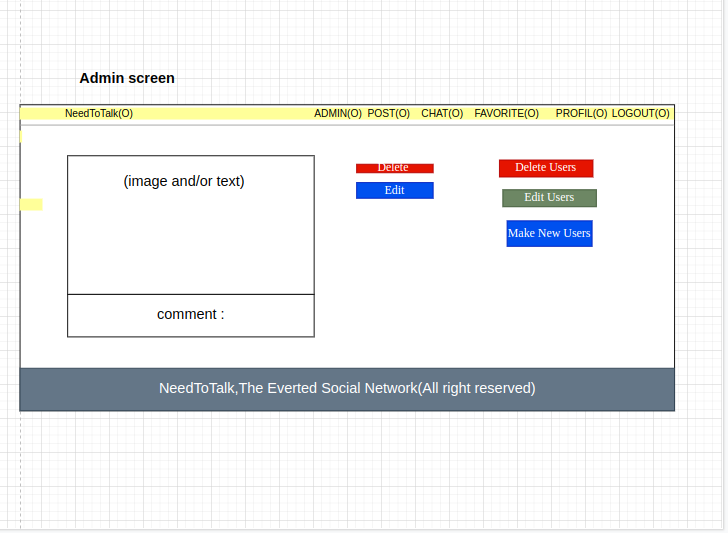 Admin screen
NeedToTalk(O) ADMIN(O) POST(O) CHAT(O) FAVORITE(O) PROFIL(O) LOGOUT(O)
(image and/or text)
Delete
Edit
Delete Users
Edit Users
Make New Users
comment :
NeedToTalk,The Everted Social Network(All right reserved)